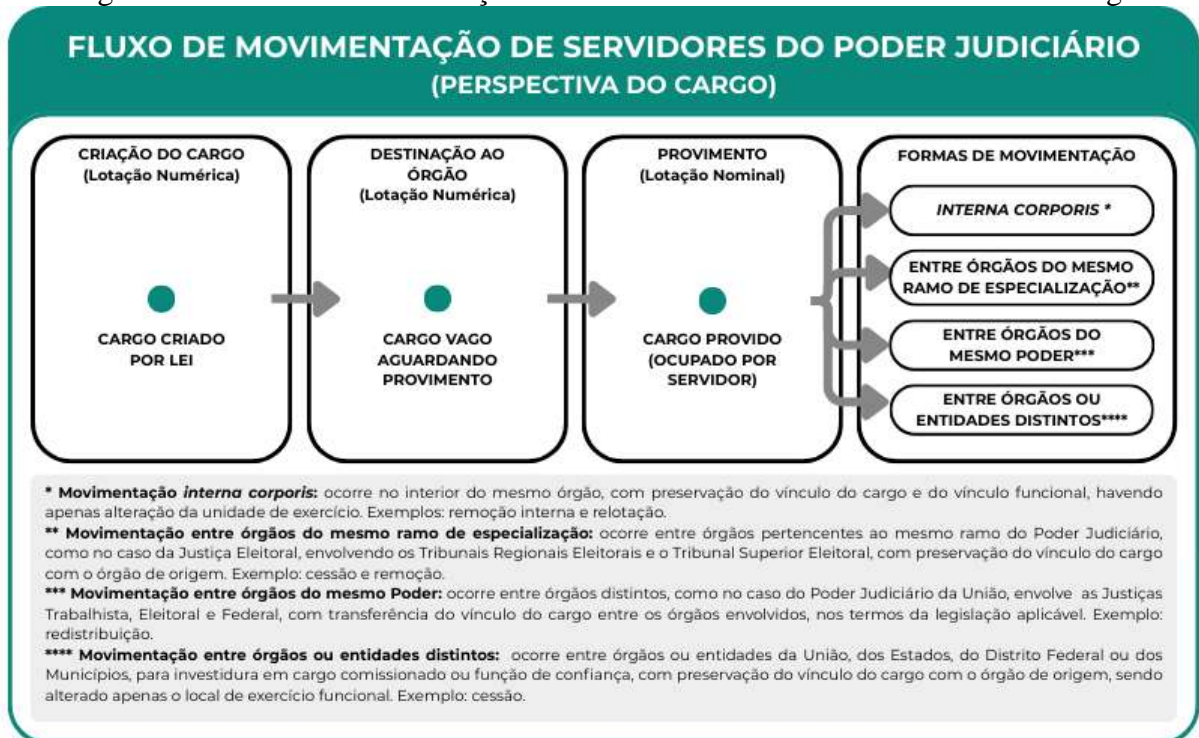 FLUXO DE MOVIMENTAÇÃO DE SERVIDORES DO PODER JUDICIÁRIO
(PERSPECTIVA DO CARGO)
CRIAÇÃO DO CARGO
(Lotação Numérica)
CARGO CRIADO
POR LEI
DESTINAÇÃO AO
ÓRGÃO
(Lotação Numérica)
CARGO VAGO
AGUARDANDO
PROVIMENTO
PROVIMENTO
(Lotação Nominal)
CARGO PROVIDO
(OCUPADO POR
SERVIDOR)
FORMAS DE MOVIMENTAÇÃO
INTERNA CORPORIS *
ENTRE ÓRGÃOS DO MESMO
RAMO DE ESPECIALIZAÇÃO**
ENTRE ÓRGÃOS DO
MESMO PODER***
ENTRE ÓRGÃOS OU
ENTIDADES DISTINTOS****
* Movimentação interna corporis: ocorre no interior do mesmo órgão, com preservação do vínculo do cargo e do vínculo funcional, havendo
apenas alteração da unidade de exercício. Exemplos: remoção interna e relotação.
** Movimentação entre órgãos do mesmo ramo de especialização: ocorre entre órgãos pertencentes ao mesmo ramo do Poder Judiciário,
como no caso da Justiça Eleitoral, envolvendo os Tribunais Regionais Eleitorais e o Tribunal Superior Eleitoral, com preservação do vínculo do cargo
com o órgão de origem. Exemplo: cessão e remoção.
*** Movimentação entre órgãos do mesmo Poder: ocorre entre órgãos distintos, como no caso do Poder Judiciário da União, envolve as Justiças
Trabalhista, Eleitoral e Federal, com transferência do vínculo do cargo entre os órgãos envolvidos, nos termos da legislação aplicável. Exemplo:
redistribuição.
**** Movimentação entre órgãos ou entidades distintos: ocorre entre órgãos ou entidades da União, dos Estados, do Distrito Federal ou dos
Municípios, para investidura em cargo comissionado ou função de confiança, com preservação do vínculo do cargo com o órgão de origem, sendo
alterado apenas o local de exercício funcional. Exemplo: cessão.